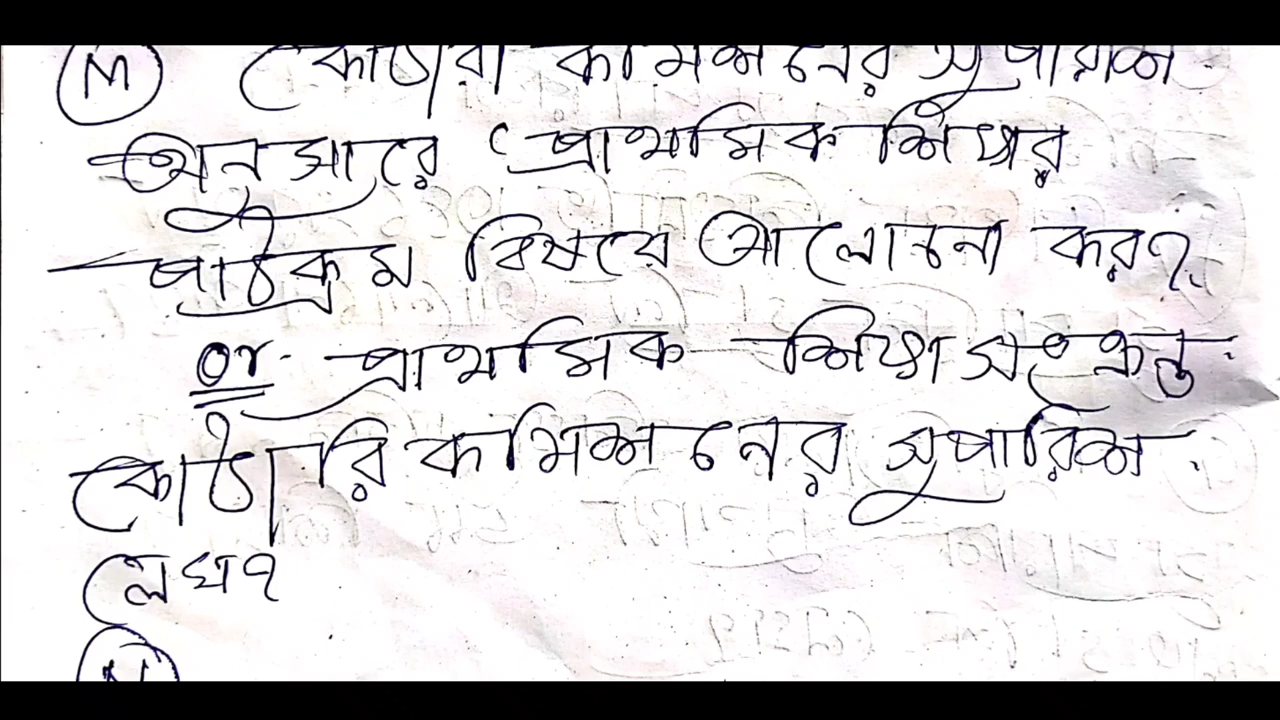 (M) কোঠারী কমিশনের সুপারিশ
অনুসারে প্রাথমিক শিক্ষার
পাঠক্রম বিষয়ে আলোচনা কর?
or প্রাথমিক শিক্ষা সংক্রান্ত
কোঠারি কমিশনের সুপারিশ
লেখ?
(N)